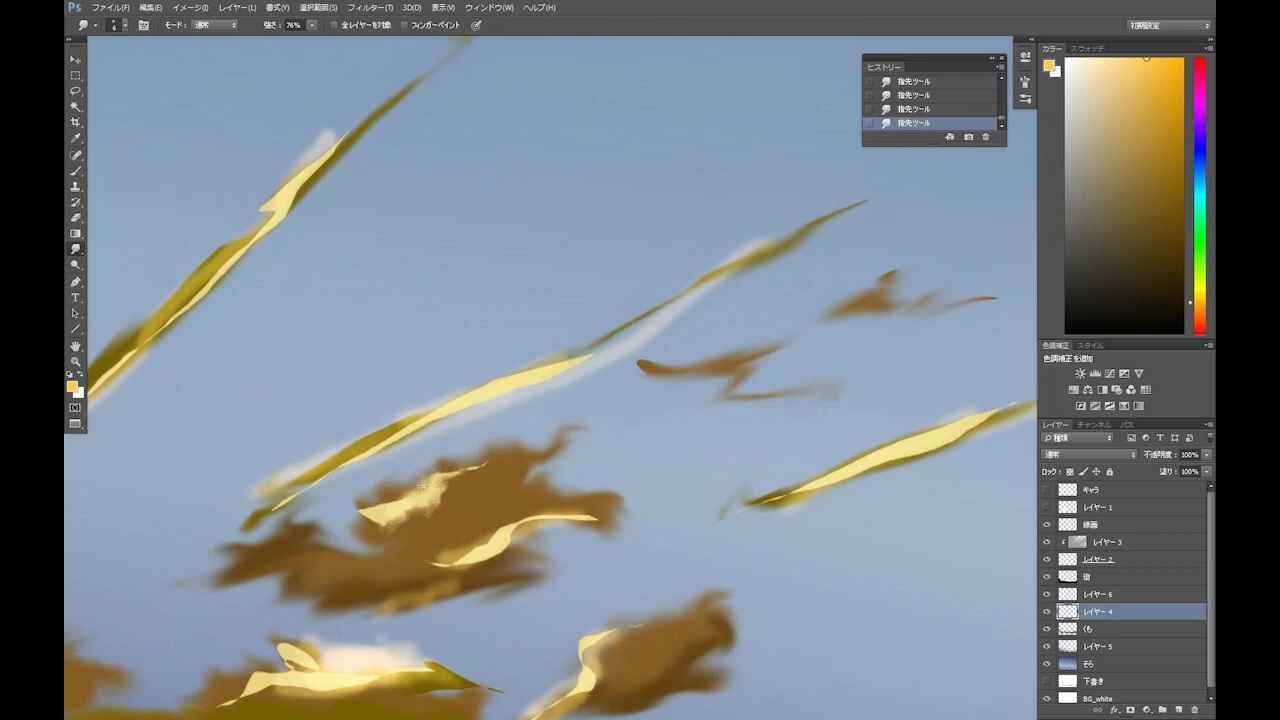 Ps ファイル(F) 編集(E) イメージ(I) レイヤー(L) 書式(Y) 選択範囲(S) フィルター(T) 3D(D) 表示(V) ウィンドウ(W) ヘルプ(H)
6 モード: 通常 強さ: 76% 全レイヤーを対象 フィンガーペイント 初期設定
カラー スウォッチ
ヒストリー
指先ツール
指先ツール
指先ツール
指先ツール
色調補正 スタイル
色調補正を追加
レイヤー チャンネル パス
種類
通常 不透明度: 100%
ロック: 塗り: 100%
キャラ
レイヤー 1
線画
レイヤー 3
レイヤー 2
樹
レイヤー 6
レイヤー 4
くも
レイヤー 5
そら
下書き
BG_white
fx